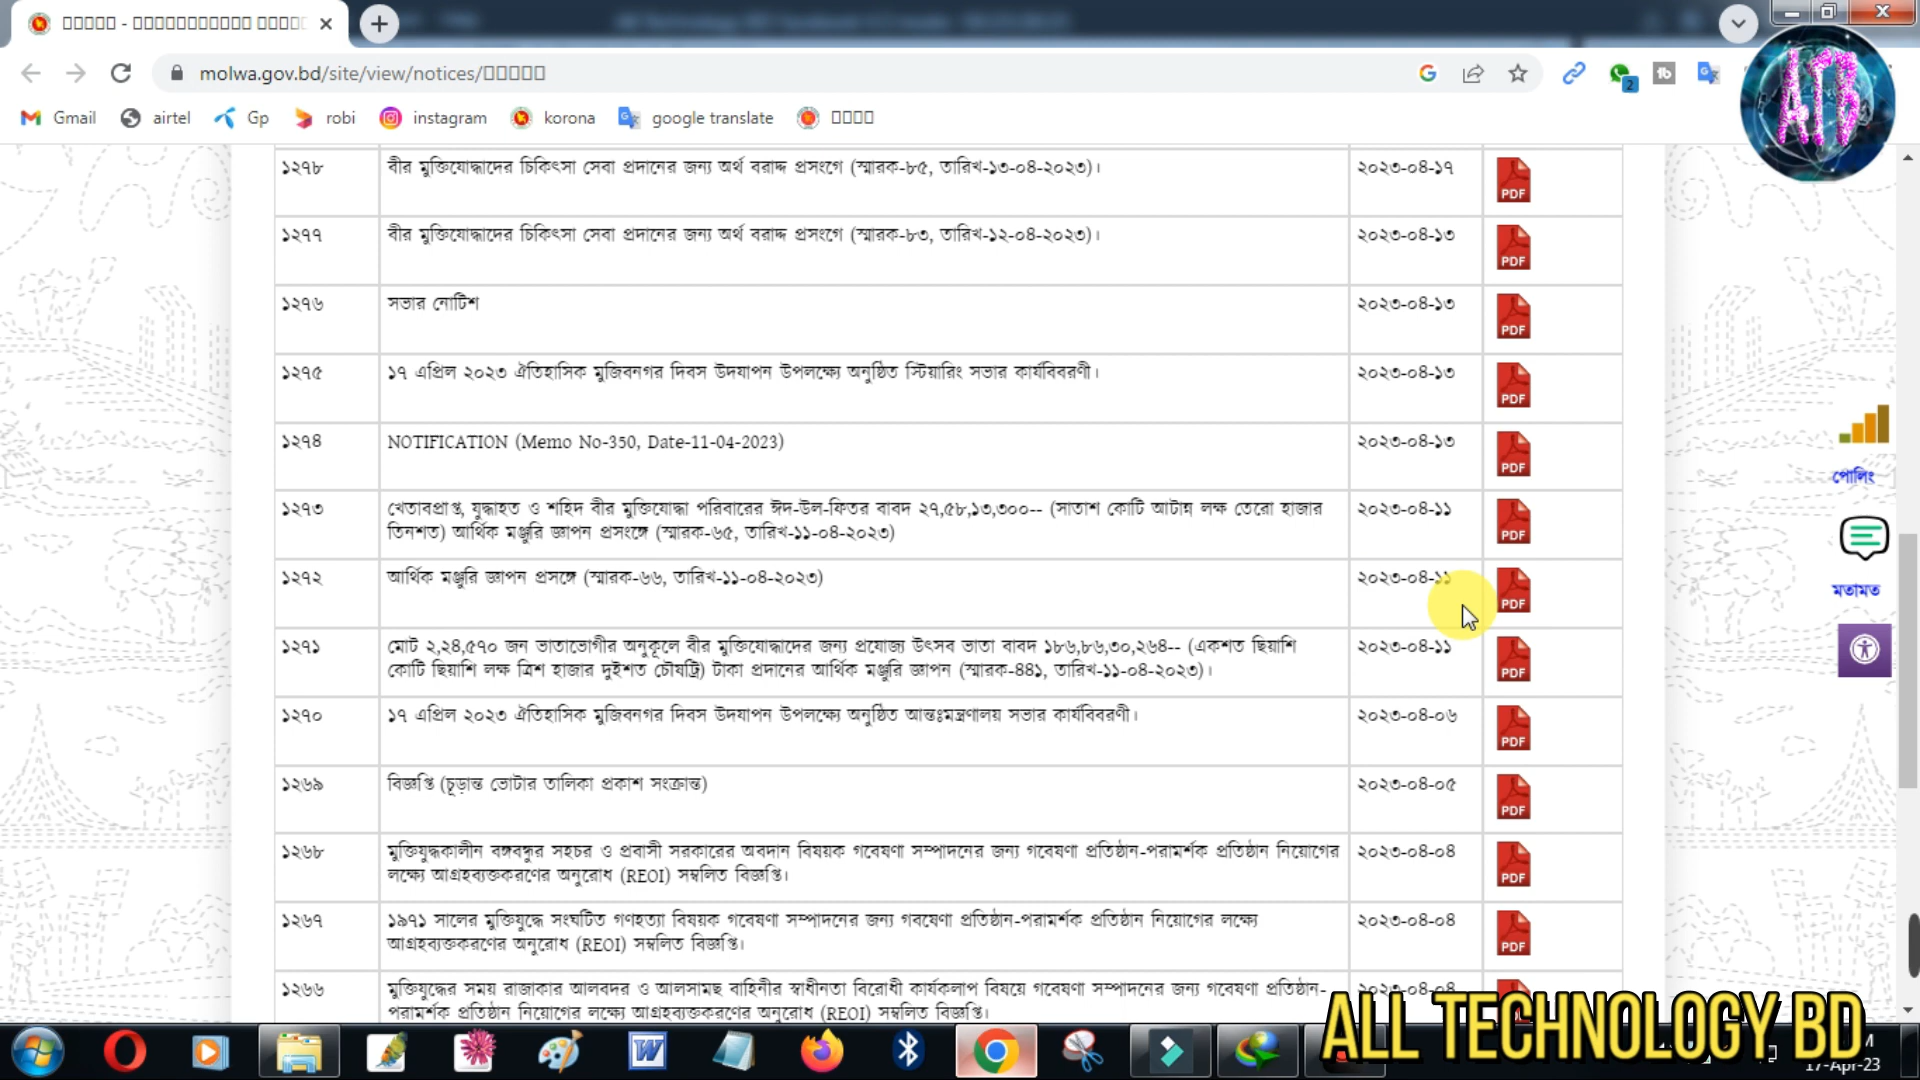 molwa.gov.bd/site/view/notices/
Gmail
airtel
Gp
robi
instagram
korona
google translate
2
১২৭৮ বীর মুক্তিযোদ্ধাদের চিকিৎসা সেবা প্রদানের জন্য অর্থ বরাদ্দ প্রসংগে (স্মারক-৮৫, তারিখ-১৩-০৪-২০২৩)। ২০২৩-০৪-১৭ PDF
১২৭৭ বীর মুক্তিযোদ্ধাদের চিকিৎসা সেবা প্রদানের জন্য অর্থ বরাদ্দ প্রসংগে (স্মারক-৮৩, তারিখ-১২-০৪-২০২৩)। ২০২৩-০৪-১৩ PDF
১২৭৬ সভার নোটিশ ২০২৩-০৪-১৩ PDF
১২৭৫ ১৭ এপ্রিল ২০২৩ ঐতিহাসিক মুজিবনগর দিবস উদযাপন উপলক্ষ্যে অনুষ্ঠিত স্টিয়ারিং সভার কার্যবিবরণী। ২০২৩-০৪-১৩ PDF
১২৭৪ NOTIFICATION (Memo No-350, Date-11-04-2023) ২০২৩-০৪-১৩ PDF
১২৭৩ খেতাবপ্রাপ্ত, যুদ্ধাহত ও শহিদ বীর মুক্তিযোদ্ধা পরিবারের ঈদ-উল-ফিতর বাবদ ২৭,৫৮,১৩,৩০০-- (সাতাশ কোটি আটান্ন লক্ষ তেরো হাজার ২০২৩-০৪-১১ PDF
তিনশত) আর্থিক মঞ্জুরি জ্ঞাপন প্রসংঙ্গে (স্মারক-৬৫, তারিখ-১১-০৪-২০২৩)
১২৭২ আর্থিক মঞ্জুরি জ্ঞাপন প্রসঙ্গে (স্মারক-৬৬, তারিখ-১১-০৪-২০২৩) ২০২৩-০৪-১১ PDF
১২৭১ মোট ২,২৪,৫৭০ জন ভাতাভোগীর অনুকূলে বীর মুক্তিযোদ্ধাদের জন্য প্রযোজ্য উৎসব ভাতা বাবদ ১৮৬,৮৬,৩০,২৬৪-- (একশত ছিয়াশি ২০২৩-০৪-১১ PDF
কোটি ছিয়াশি লক্ষ ত্রিশ হাজার দুইশত চৌষট্রি) টাকা প্রদানের আর্থিক মঞ্জুরি জ্ঞাপন (স্মারক-৪৪১, তারিখ-১১-০৪-২০২৩)।
১২৭০ ১৭ এপ্রিল ২০২৩ ঐতিহাসিক মুজিবনগর দিবস উদযাপন উপলক্ষ্যে অনুষ্ঠিত আন্তঃমন্ত্রণালয় সভার কার্যবিবরণী। ২০২৩-০৪-০৬ PDF
১২৬৯ বিজ্ঞপ্তি (চূড়ান্ত ভোটার তালিকা প্রকাশ সংক্রান্ত) ২০২৩-০৪-০৫ PDF
১২৬৮ মুক্তিযুদ্ধকালীন বঙ্গবন্ধুর সহচর ও প্রবাসী সরকারের অবদান বিষয়ক গবেষণা সম্পাদনের জন্য গবেষণা প্রতিষ্ঠান-পরামর্শক প্রতিষ্ঠান নিয়োগের ২০২৩-০৪-০৪ PDF
লক্ষ্যে আগ্রহব্যক্তকরণের অনুরোধ (REOI) সম্বলিত বিজ্ঞপ্তি।
১২৬৭ ১৯৭১ সালের মুক্তিযুদ্ধে সংঘটিত গণহত্যা বিষয়ক গবেষণা সম্পাদনের জন্য গবষেণা প্রতিষ্ঠান-পরামর্শক প্রতিষ্ঠান নিয়োগের লক্ষ্যে ২০২৩-০৪-০৪ PDF
আগ্রহব্যক্তকরণের অনুরোধ (REOI) সম্বলিত বিজ্ঞপ্তি।
১২৬৬ মুক্তিযুদ্ধের সময় রাজাকার আলবদর ও আলসামছ বাহিনীর স্বাধীনতা বিরোধী কার্যকলাপ বিষয়ে গবেষণা সম্পাদনের জন্য গবেষণা প্রতিষ্ঠান- ২০২৩-০৪-০৪
পরামর্শক প্রতিষ্ঠান নিয়োগের লক্ষ্যে আগ্রহব্যক্তকরণের অনুরোধ (REOI) সম্বলিত বিজ্ঞপ্তি।
পোলিং
মতামত
ALL TECHNOLOGY BD
17-Apr-23